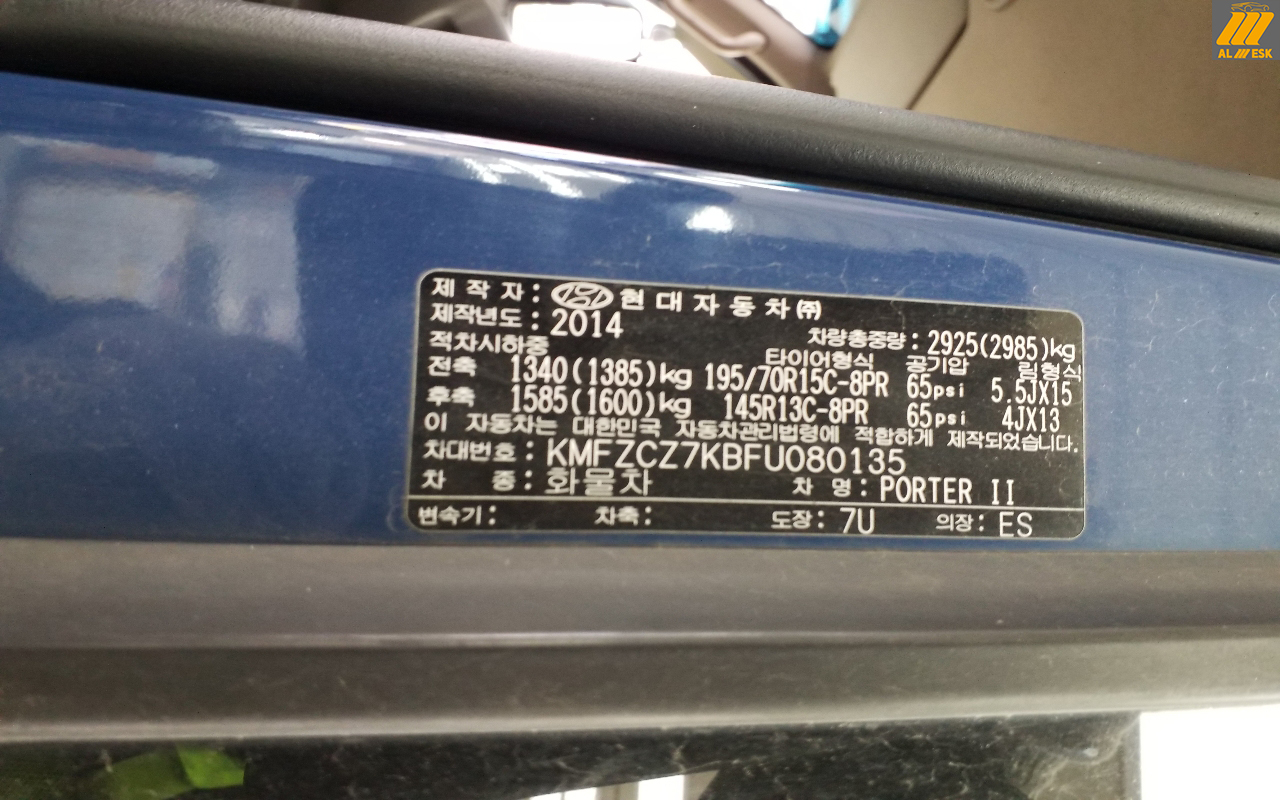 AL ESK
제 작 자 : 현 대 자 동 차 ㈜
제작년도 : 2014 차량총중량 : 2925(2985)kg
적차시하중 타이어형식 공기압 림형식
전축 1340(1385)kg 195/70R15C-8PR 65psi 5.5JX15
후축 1585(1600)kg 145R13C-8PR 65psi 4JX13
이 자동차는 대한민국 자동차관리법령에 적합하게 제작되었습니다.
차대번호 : KMFZCZ7KBFU080135
차 종 : 화물차 차 명 : PORTER II
변속기 : 차축 : 도장 : 7U 의장 : ES